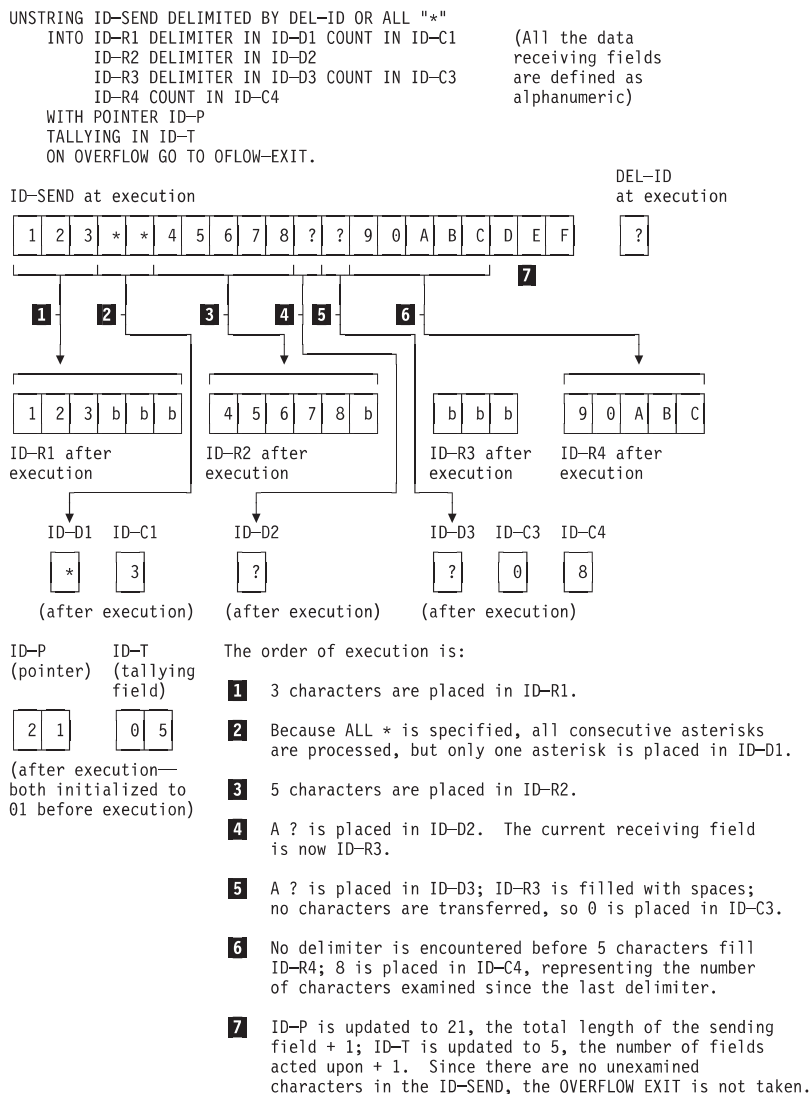 UNSTRING ID—SEND DELIMITED BY DEL—ID OR ALL "*"
INTO ID—R1 DELIMITER IN ID—D1 COUNT IN ID—C1 (All the data
ID—R2 DELIMITER IN ID—D2 receiving fields
ID—R3 DELIMITER IN ID—D3 COUNT IN ID—C3 are defined as
ID—R4 COUNT IN ID—C4 alphanumeric)
WITH POINTER ID—P
TALLYING IN ID—T
ON OVERFLOW GO TO OFLOW—EXIT.
DEL—ID
ID—SEND at execution at execution
1 2 3 * * 4 5 6 7 8 ? ? 9 0 A B C D E F ?
7
1 2 3 4 5 6
1 2 3 b b b 4 5 6 7 8 b b b b 9 0 A B C
ID—R1 after ID—R2 after ID—R3 after ID—R4 after
execution execution execution execution
ID—D1 ID—C1 ID—D2 ID—D3 ID—C3 ID—C4
* 3 ? ? 0 8
(after execution) (after execution) (after execution)
ID—P ID—T The order of execution is:
(pointer) (tallying
field)
1 3 characters are placed in ID—R1.
2 1 0 5
2 Because ALL * is specified, all consecutive asterisks
are processed, but only one asterisk is placed in ID—D1.
(after execution—
both initialized to
01 before execution)
3 5 characters are placed in ID—R2.
4 A ? is placed in ID—D2. The current receiving field
is now ID—R3.
5 A ? is placed in ID—D3; ID—R3 is filled with spaces;
no characters are transferred, so 0 is placed in ID—C3.
6 No delimiter is encountered before 5 characters fill
ID—R4; 8 is placed in ID—C4, representing the number
of characters examined since the last delimiter.
7 ID—P is updated to 21, the total length of the sending
field + 1; ID—T is updated to 5, the number of fields
acted upon + 1. Since there are no unexamined
characters in the ID—SEND, the OVERFLOW EXIT is not taken.